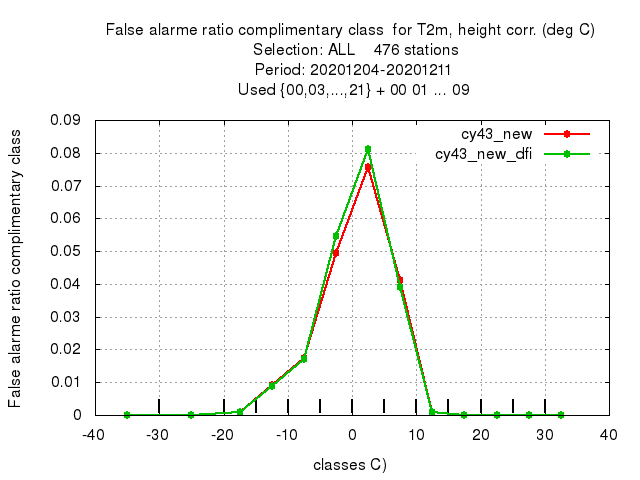 False alarme ratio complimentary class  for T2m, height corr. (deg C)
Selection: ALL    476 stations
Period: 20201204-20201211
Used {00,03,...,21} + 00 01 ... 09
cy43_new
cy43_new_dfi
False alarme ratio complimentary class
0.09
0.08
0.07
0.06
0.05
0.04
0.03
0.02
0.01
0
-40 -30 -20 -10 0 10 20 30 40
classes C)